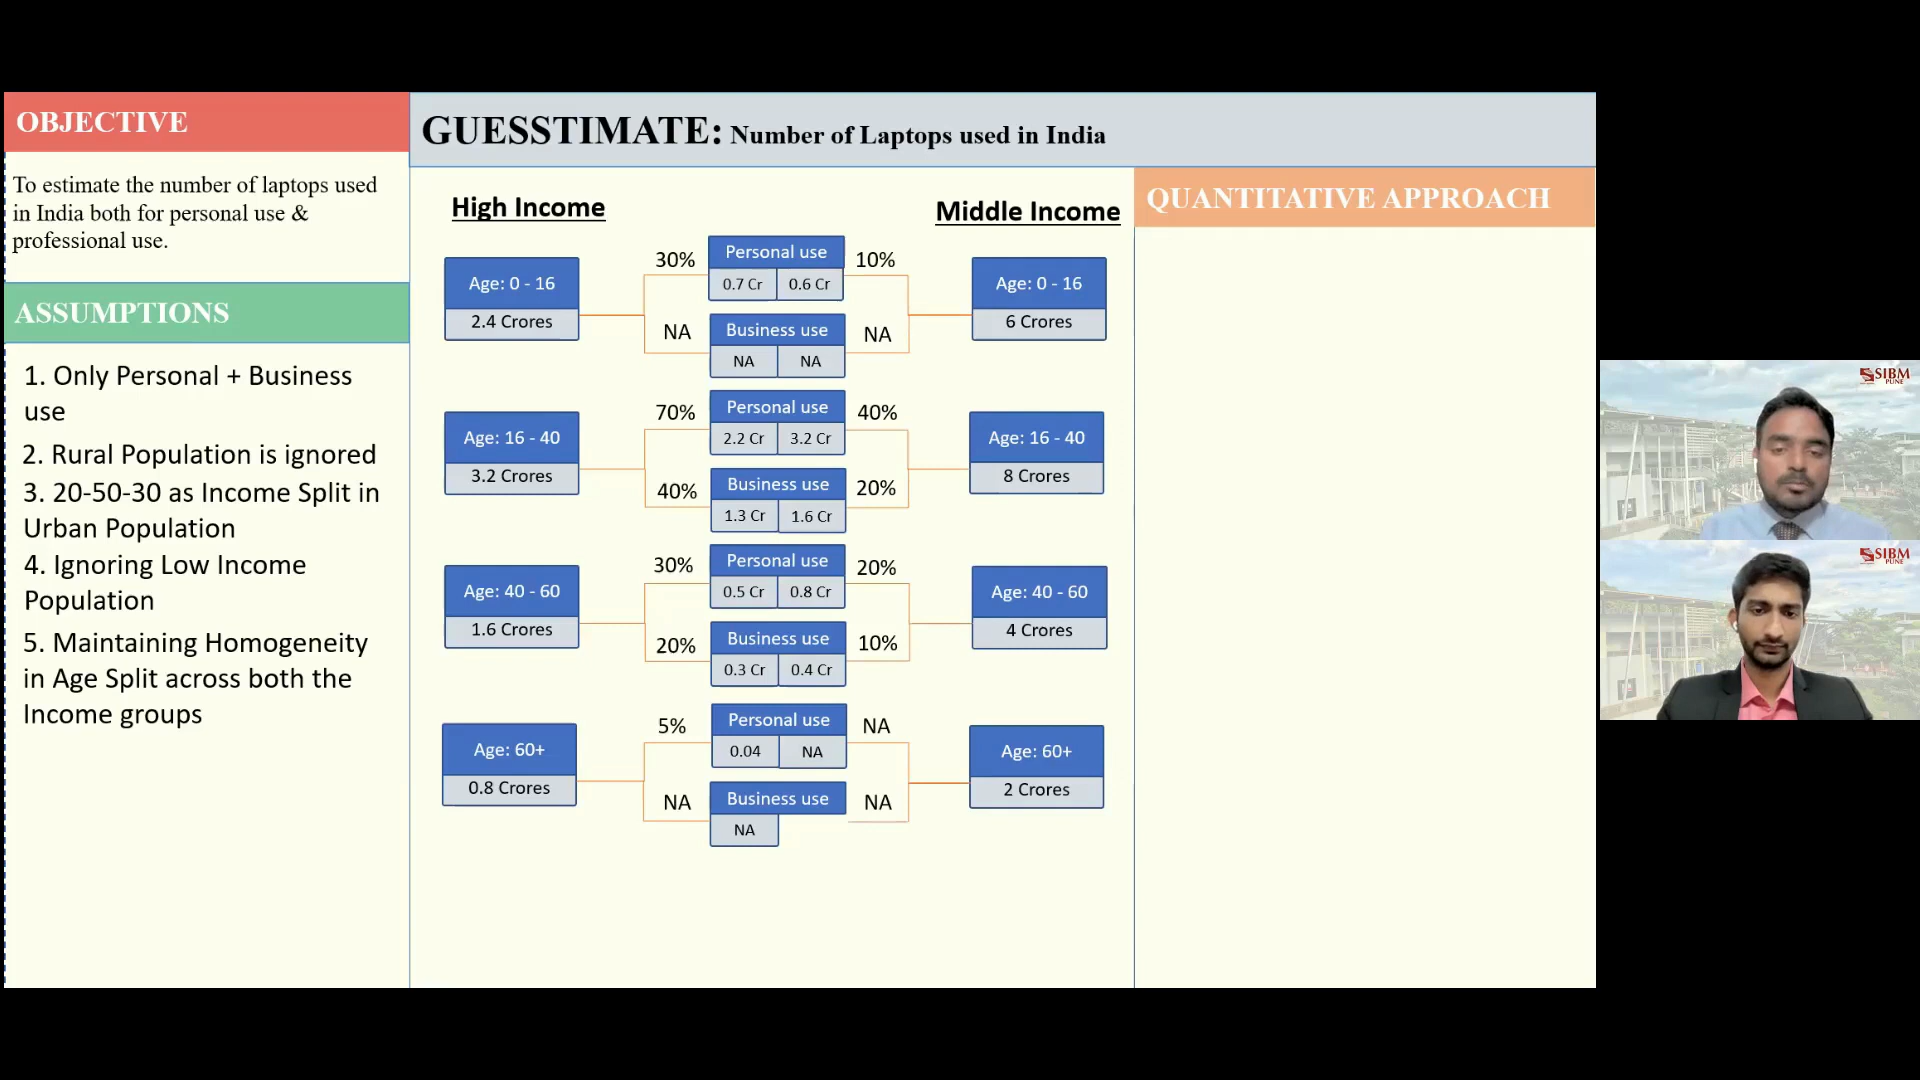 OBJECTIVE
To estimate the number of laptops used
in India both for personal use &
professional use.
ASSUMPTIONS
1. Only Personal + Business
use
2. Rural Population is ignored
3. 20-50-30 as Income Split in
Urban Population
4. Ignoring Low Income
Population
5. Maintaining Homogeneity
in Age Split across both the
Income groups
GUESSTIMATE: Number of Laptops used in India
High Income
Middle Income
Age: 0 - 16
2.4 Crores
30%
NA
Personal use
0.7 Cr
0.6 Cr
Business use
NA
NA
10%
NA
Age: 0 - 16
6 Crores
Age: 16 - 40
3.2 Crores
70%
40%
Personal use
2.2 Cr
3.2 Cr
Business use
1.3 Cr
1.6 Cr
40%
20%
Age: 16 - 40
8 Crores
Age: 40 - 60
1.6 Crores
30%
20%
Personal use
0.5 Cr
0.8 Cr
Business use
0.3 Cr
0.4 Cr
20%
10%
Age: 40 - 60
4 Crores
Age: 60+
0.8 Crores
5%
NA
Personal use
0.04
NA
Business use
NA
NA
NA
Age: 60+
2 Crores
QUANTITATIVE APPROACH
SIBM
PUNE
SIBM
PUNE